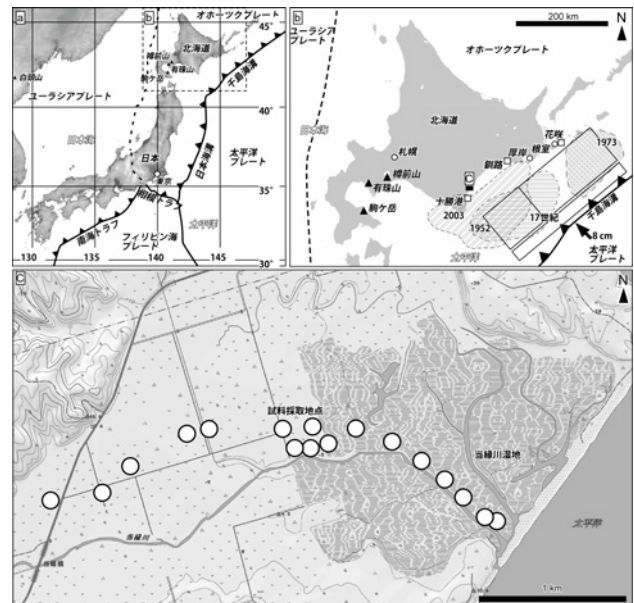 a
b
オホーツクプレート
北海道
樽前山
有珠山
駒ケ岳
白頭山
ユーラシアプレート
千島海溝
日本海
太平洋
プレート
日本
東京
日本海溝
相模トラフ
南海トラフ
太平洋
フィリピン海
プレート
45°
40°
35°
30°
130°
135°
140°
145°
b
200 km
N
オホーツクプレート
ユーラシアプレート
北海道
日本海
札幌
花咲
根室
厚岸
釧路
1973
樽前山
有珠山
駒ケ岳
C
十勝港
2003
1952
17世紀
千島海溝
8 cm
太平洋
プレート
太平洋
C
N
試料採取地点
当縁川湿地
当縁川
太平洋
1 km